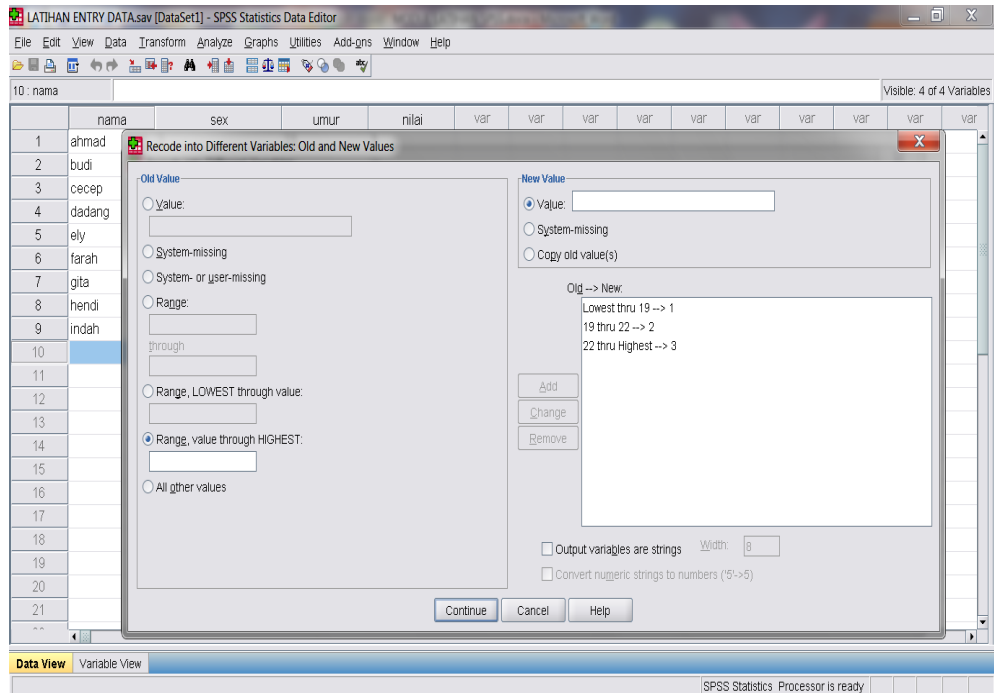 LATIHAN ENTRY DATA.sav [DataSet1] - SPSS Statistics Data Editor
File Edit View Data Transform Analyze Graphs Utilities Add-ons Window Help
10 : nama
Visible: 4 of 4 Variables
nama sex umur nilai var var var var var var var var var var
1 ahmad
2 budi
3 cecep
4 dadang
5 ely
6 farah
7 gita
8 hendi
9 indah
10
11
12
13
14
15
16
17
18
19
20
21
Recode into Different Variables: Old and New Values
Old Value
Value:
System-missing
System- or user-missing
Range:
through
Range, LOWEST through value:
Range, value through HIGHEST:
All other values
New Value
Value:
System-missing
Copy old value(s)
Old --> New:
Lowest thru 19 --> 1
19 thru 22 --> 2
22 thru Highest --> 3
Add
Change
Remove
Output variables are strings Width: 8
Convert numeric strings to numbers ('5'->5)
Continue Cancel Help
Data View Variable View
SPSS Statistics Processor is ready